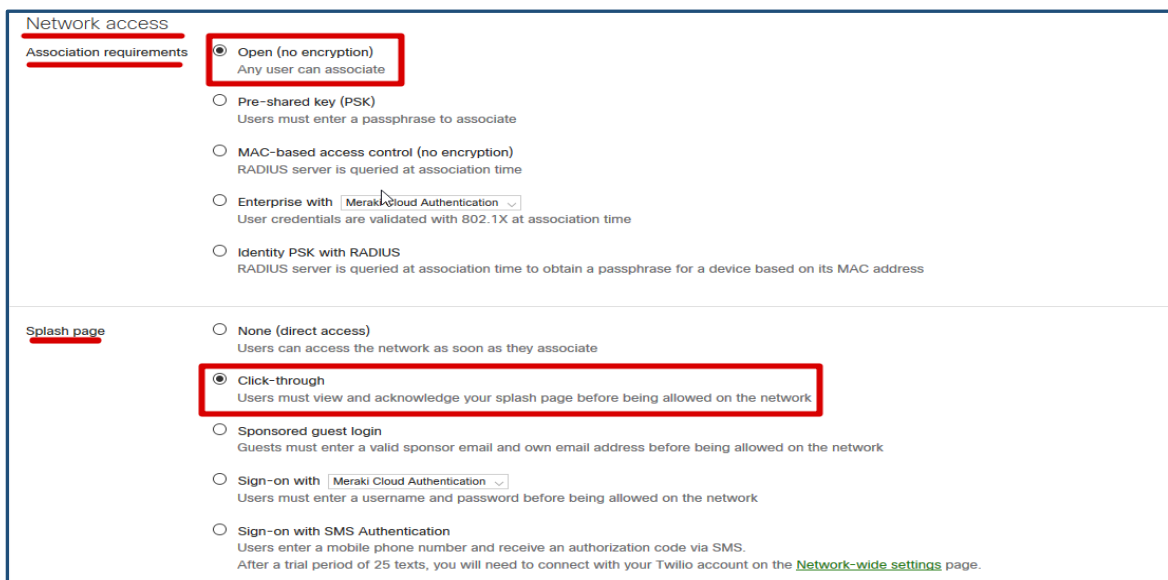 Network access
Association requirements
Open (no encryption)
Any user can associate
Pre-shared key (PSK)
Users must enter a passphrase to associate
MAC-based access control (no encryption)
RADIUS server is queried at association time
Enterprise with Meraki Cloud Authentication
User credentials are validated with 802.1X at association time
Identity PSK with RADIUS
RADIUS server is queried at association time to obtain a passphrase for a device based on its MAC address
Splash page
None (direct access)
Users can access the network as soon as they associate
Click-through
Users must view and acknowledge your splash page before being allowed on the network
Sponsored guest login
Guests must enter a valid sponsor email and own email address before being allowed on the network
Sign-on with Meraki Cloud Authentication
Users must enter a username and password before being allowed on the network
Sign-on with SMS Authentication
Users enter a mobile phone number and receive an authorization code via SMS.
After a trial period of 25 texts, you will need to connect with your Twilio account on the Network-wide settings page.